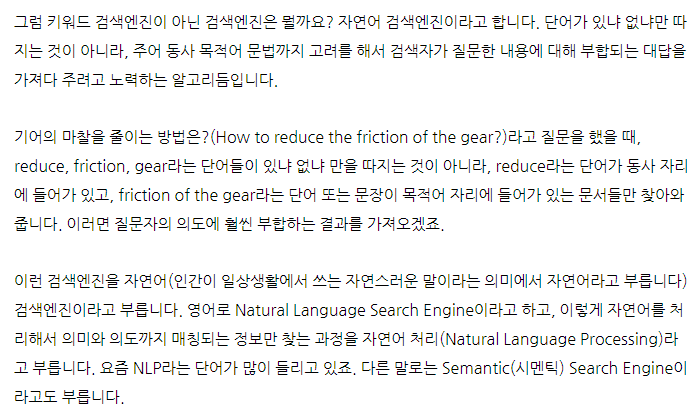 그럼 키워드 검색엔진이 아닌 검색엔진은 뭘까요? 자연어 검색엔진이라고 합니다. 단어가 있냐 없냐만 따
지는 것이 아니라, 주어 동사 목적어 문법까지 고려를 해서 검색자가 질문한 내용에 대해 부합되는 대답을
가져다 주려고 노력하는 알고리듬입니다.
기어의 마찰을 줄이는 방법은?(How to reduce the friction of the gear?)라고 질문을 했을 때,
reduce, friction, gear라는 단어들이 있냐 없냐 만을 따지는 것이 아니라, reduce라는 단어가 동사 자리
에 들어가 있고, friction of the gear라는 단어 또는 문장이 목적어 자리에 들어가 있는 문서들만 찾아와
줍니다. 이러면 질문자의 의도에 훨씬 부합하는 결과를 가져오겠죠.
이런 검색엔진을 자연어(인간이 일상생활에서 쓰는 자연스러운 말이라는 의미에서 자연어라고 부릅니다)
검색엔진이라고 부릅니다. 영어로 Natural Language Search Engine이라고 하고, 이렇게 자연어를 처
리해서 의미와 의도까지 매칭되는 정보만 찾는 과정을 자연어 처리(Natural Language Processing)라
고 부릅니다. 요즘 NLP라는 단어가 많이 들리고 있죠. 다른 말로는 Semantic(시멘틱) Search Engine이
라고도 부릅니다.